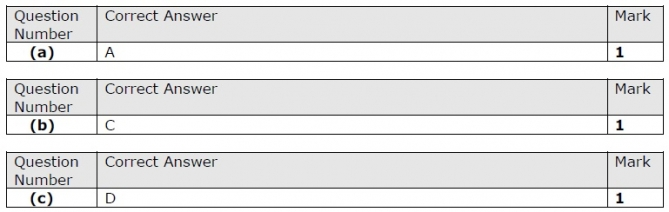 Question Number Correct Answer Mark
(a) A 1
Question Number Correct Answer Mark
(b) C 1
Question Number Correct Answer Mark
(c) D 1